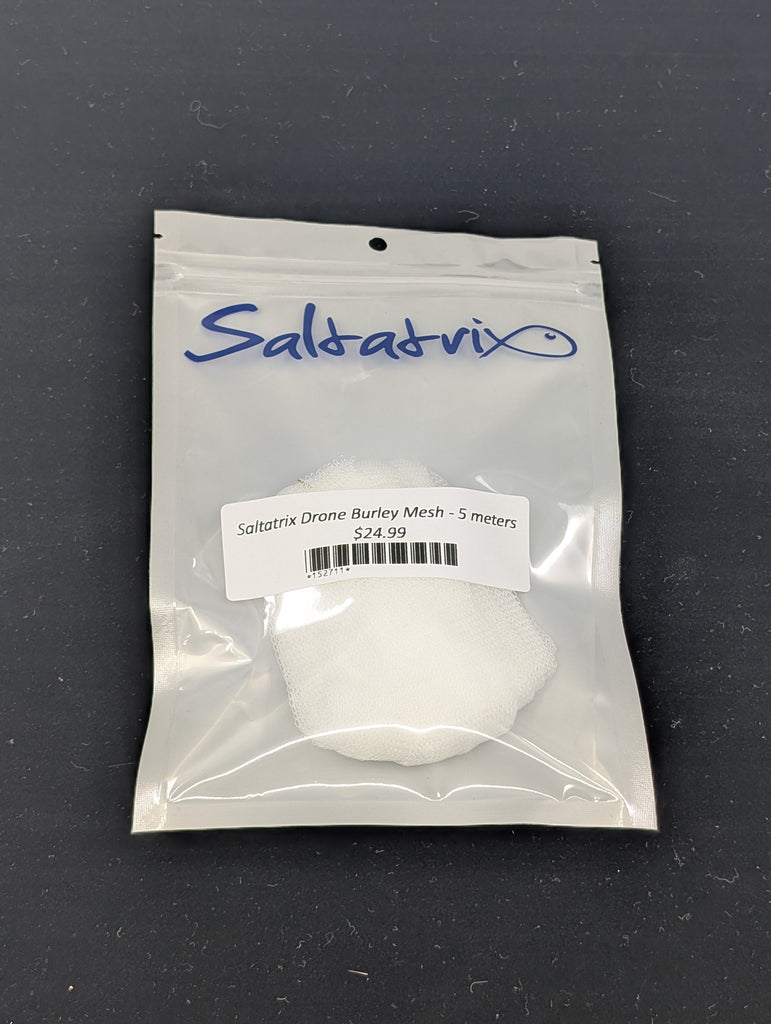 Saltatrix
Saltatrix Drone Burley Mesh - 5 meters
$24.99
*152711*